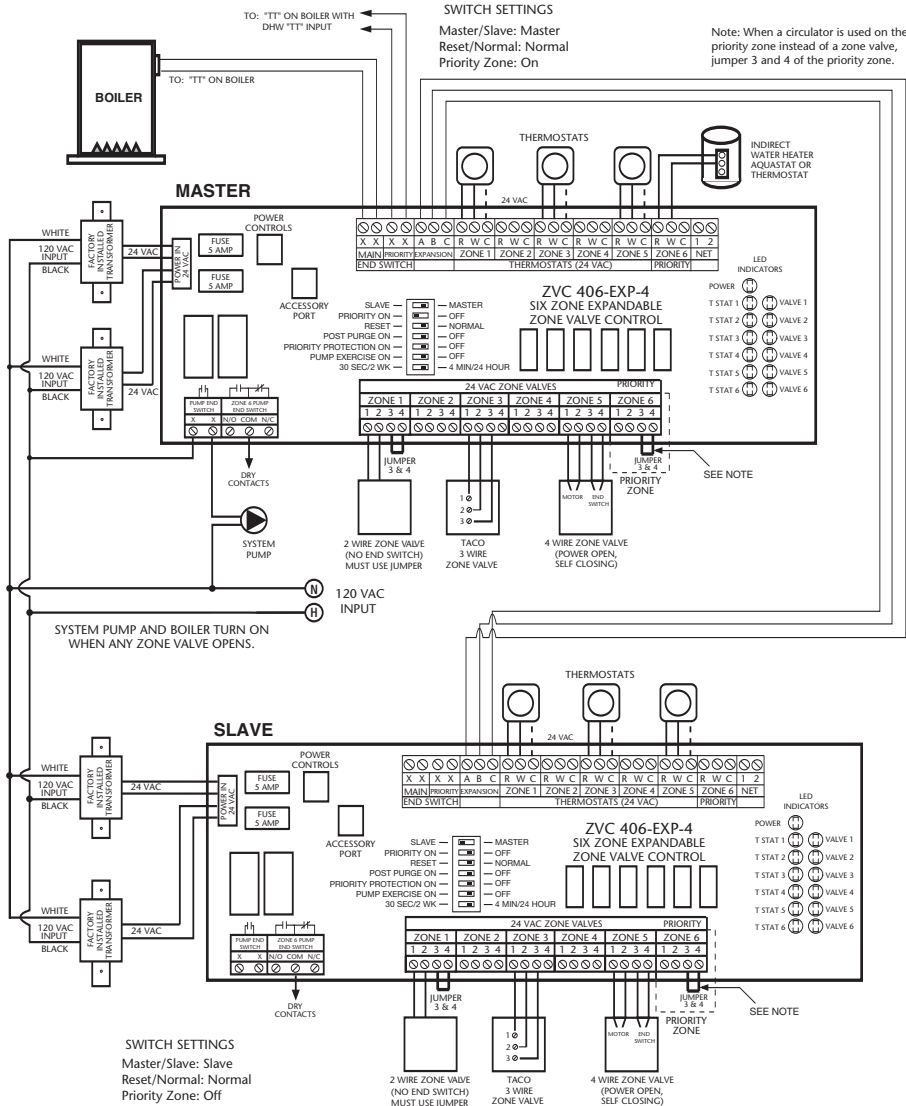 TO: "TT" ON BOILER WITH
DHW "TT" INPUT
SWITCH SETTINGS
Master/Slave: Master
Reset/Normal: Normal
Priority Zone: On
Note: When a circulator is used on the
priority zone instead of a zone valve,
jumper 3 and 4 of the priority zone.
BOILER
TO: "TT" ON BOILER
THERMOSTATS
INDIRECT
WATER HEATER
AQUASTAT OR
THERMOSTAT
MASTER
24 VAC
WHITE
120 VAC
INPUT
BLACK
FACTORY
INSTALLED
TRANSFORMER
24 VAC
POWER IN
24 VAC
FUSE
5 AMP
FUSE
5 AMP
POWER
CONTROLS
ACCESSORY
PORT
X X X X A B C R W C R W C R W C R W C R W C R W C 1 2
MAIN PRIORITY EXPANSION ZONE 1 ZONE 2 ZONE 3 ZONE 4 ZONE 5 ZONE 6 NET
END SWITCH THERMOSTATS (24 VAC) PRIORITY
SLAVE MASTER
PRIORITY ON OFF
RESET NORMAL
POST PURGE ON OFF
PRIORITY PROTECTION ON OFF
PUMP EXERCISE ON OFF
30 SEC/2 WK 4 MIN/24 HOUR
ZVC 406-EXP-4
SIX ZONE EXPANDABLE
ZONE VALVE CONTROL
LED
INDICATORS
POWER
T STAT 1 VALVE 1
T STAT 2 VALVE 2
T STAT 3 VALVE 3
T STAT 4 VALVE 4
T STAT 5 VALVE 5
T STAT 6 VALVE 6
WHITE
120 VAC
INPUT
BLACK
FACTORY
INSTALLED
TRANSFORMER
24 VAC
PUMP END
SWITCH
X X
ZONE 6 PUMP
END SWITCH
N/O COM N/C
24 VAC ZONE VALVES PRIORITY
ZONE 1 ZONE 2 ZONE 3 ZONE 4 ZONE 5 ZONE 6
1 2 3 4 1 2 3 4 1 2 3 4 1 2 3 4 1 2 3 4 1 2 3 4
DRY
CONTACTS
JUMPER
3 & 4
JUMPER
3 & 4
PRIORITY
ZONE
SEE NOTE
SYSTEM
PUMP
1
2
3
MOTOR
END
SWITCH
2 WIRE ZONE VALVE
(NO END SWITCH)
MUST USE JUMPER
TACO
3 WIRE
ZONE VALVE
4 WIRE ZONE VALVE
(POWER OPEN,
SELF CLOSING)
N
H
120 VAC
INPUT
SYSTEM PUMP AND BOILER TURN ON
WHEN ANY ZONE VALVE OPENS.
THERMOSTATS
SLAVE
24 VAC
WHITE
120 VAC
INPUT
BLACK
FACTORY
INSTALLED
TRANSFORMER
24 VAC
POWER IN
24 VAC
FUSE
5 AMP
FUSE
5 AMP
POWER
CONTROLS
ACCESSORY
PORT
X X X X A B C R W C R W C R W C R W C R W C R W C 1 2
MAIN PRIORITY EXPANSION ZONE 1 ZONE 2 ZONE 3 ZONE 4 ZONE 5 ZONE 6 NET
END SWITCH THERMOSTATS (24 VAC) PRIORITY
SLAVE MASTER
PRIORITY ON OFF
RESET NORMAL
POST PURGE ON OFF
PRIORITY PROTECTION ON OFF
PUMP EXERCISE ON OFF
30 SEC/2 WK 4 MIN/24 HOUR
ZVC 406-EXP-4
SIX ZONE EXPANDABLE
ZONE VALVE CONTROL
LED
INDICATORS
POWER
T STAT 1 VALVE 1
T STAT 2 VALVE 2
T STAT 3 VALVE 3
T STAT 4 VALVE 4
T STAT 5 VALVE 5
T STAT 6 VALVE 6
WHITE
120 VAC
INPUT
BLACK
FACTORY
INSTALLED
TRANSFORMER
24 VAC
PUMP END
SWITCH
X X
ZONE 6 PUMP
END SWITCH
N/O COM N/C
24 VAC ZONE VALVES PRIORITY
ZONE 1 ZONE 2 ZONE 3 ZONE 4 ZONE 5 ZONE 6
1 2 3 4 1 2 3 4 1 2 3 4 1 2 3 4 1 2 3 4 1 2 3 4
DRY
CONTACTS
JUMPER
3 & 4
JUMPER
3 & 4
PRIORITY
ZONE
SEE NOTE
1
2
3
MOTOR
END
SWITCH
2 WIRE ZONE VALVE
(NO END SWITCH)
MUST USE JUMPER
TACO
3 WIRE
ZONE VALVE
4 WIRE ZONE VALVE
(POWER OPEN,
SELF CLOSING)
SWITCH SETTINGS
Master/Slave: Slave
Reset/Normal: Normal
Priority Zone: Off